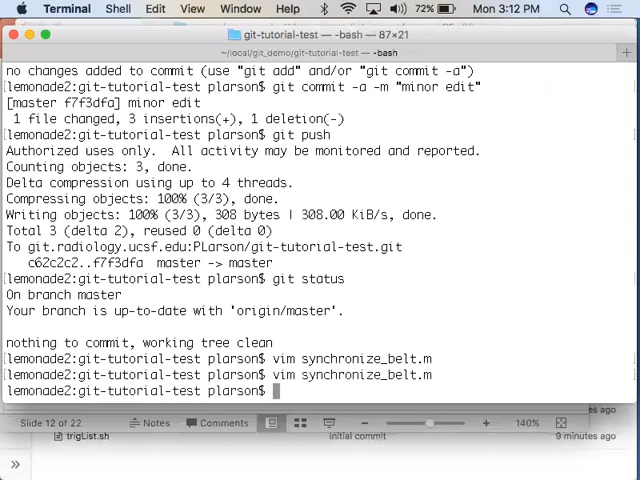 Terminal Shell Edit View Window Help 72% Mon 3:12 PM
git-tutorial-test — -bash — 87×21
~/local/git_demo/git-tutorial-test — -bash +
no changes added to commit (use "git add" and/or "git commit -a")
[lemonade2:git-tutorial-test plarson$ git commit -a -m "minor edit"
[master f7f3dfa] minor edit
1 file changed, 3 insertions(+), 1 deletion(-)
[lemonade2:git-tutorial-test plarson$ git push
Authorized uses only. All activity may be monitored and reported.
Counting objects: 3, done.
Delta compression using up to 4 threads.
Compressing objects: 100% (3/3), done.
Writing objects: 100% (3/3), 308 bytes | 308.00 KiB/s, done.
Total 3 (delta 2), reused 0 (delta 0)
To git.radiology.ucsf.edu:PLarson/git-tutorial-test.git
c62c2c2..f7f3dfa master -> master
[lemonade2:git-tutorial-test plarson$ git status
On branch master
Your branch is up-to-date with 'origin/master'.
nothing to commit, working tree clean
[lemonade2:git-tutorial-test plarson$ vim synchronize_belt.m
[lemonade2:git-tutorial-test plarson$ vim synchronize_belt.m
lemonade2:git-tutorial-test plarson$
es ago
Slide 12 of 22 Notes Comments − + 140%
trigList.sh Initial commit 9 minutes ago
»